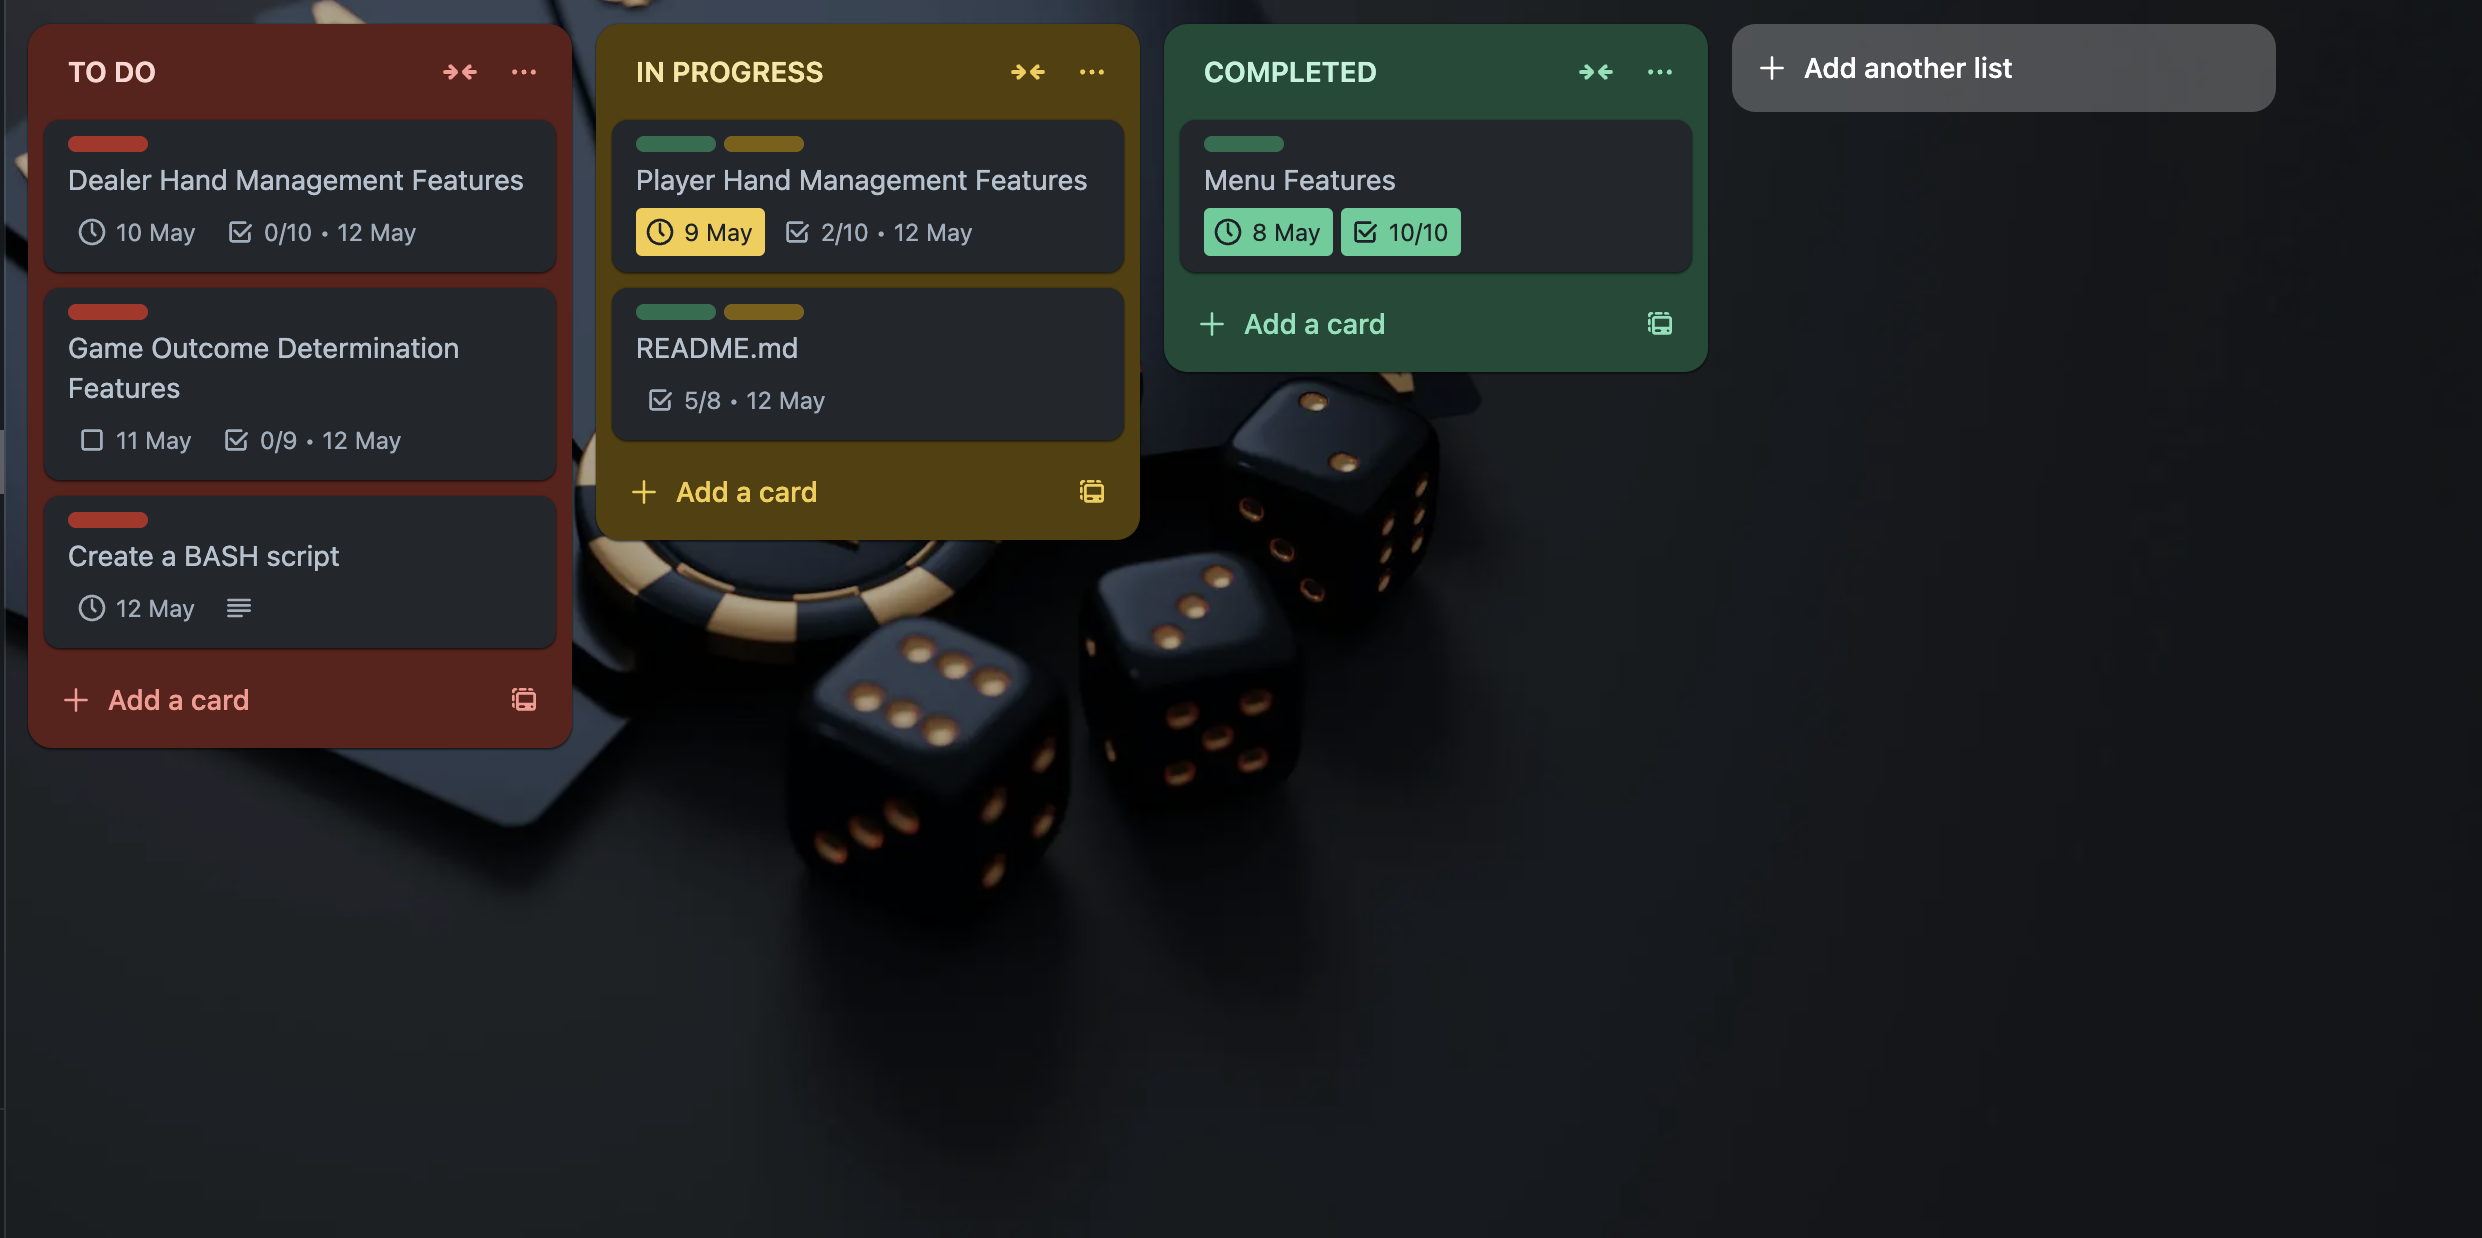 TO DO
Dealer Hand Management Features
10 May 0/10 • 12 May
Game Outcome Determination
Features
11 May 0/9 • 12 May
Create a BASH script
12 May
Add a card
IN PROGRESS
Player Hand Management Features
9 May 2/10 • 12 May
README.md
5/8 • 12 May
Add a card
COMPLETED
Menu Features
8 May 10/10
Add a card
Add another list